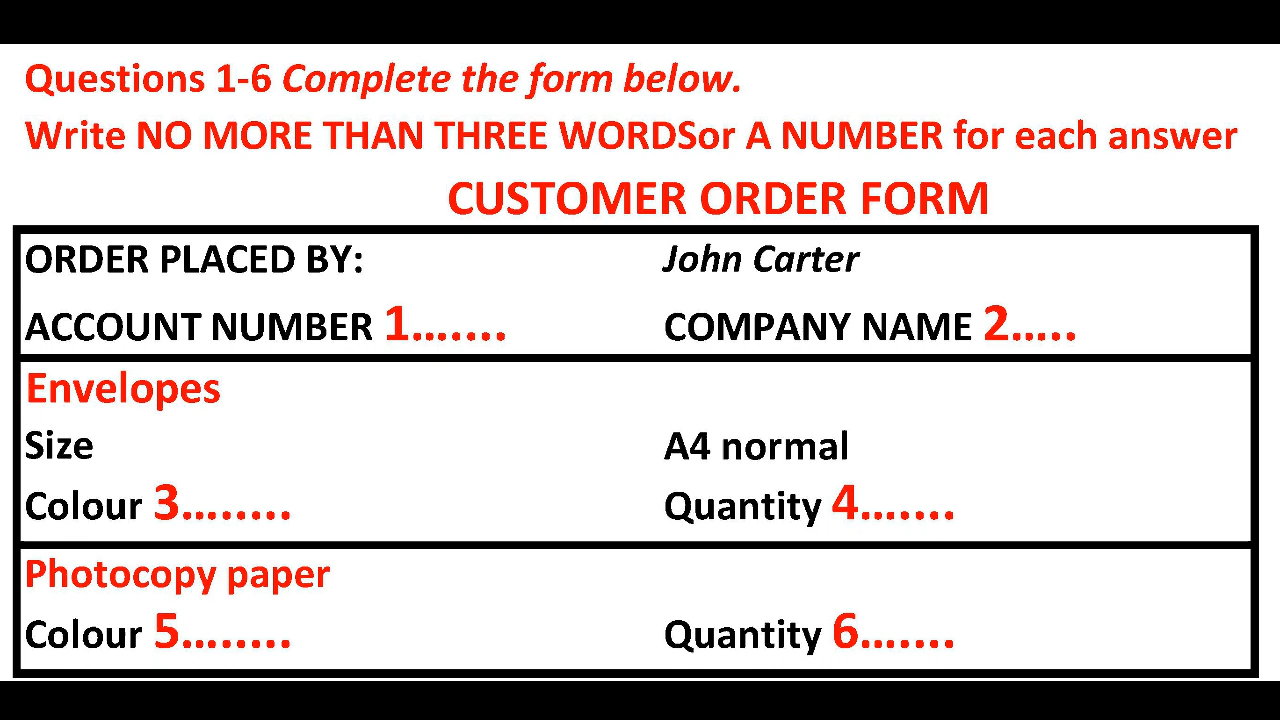 Questions 1-6 Complete the form below.
Write NO MORE THAN THREE WORDSor A NUMBER for each answer
CUSTOMER ORDER FORM
ORDER PLACED BY: John Carter
ACCOUNT NUMBER 1….... COMPANY NAME 2…..
Envelopes
Size A4 normal
Colour 3…..... Quantity 4…....
Photocopy paper
Colour 5…..... Quantity 6…....